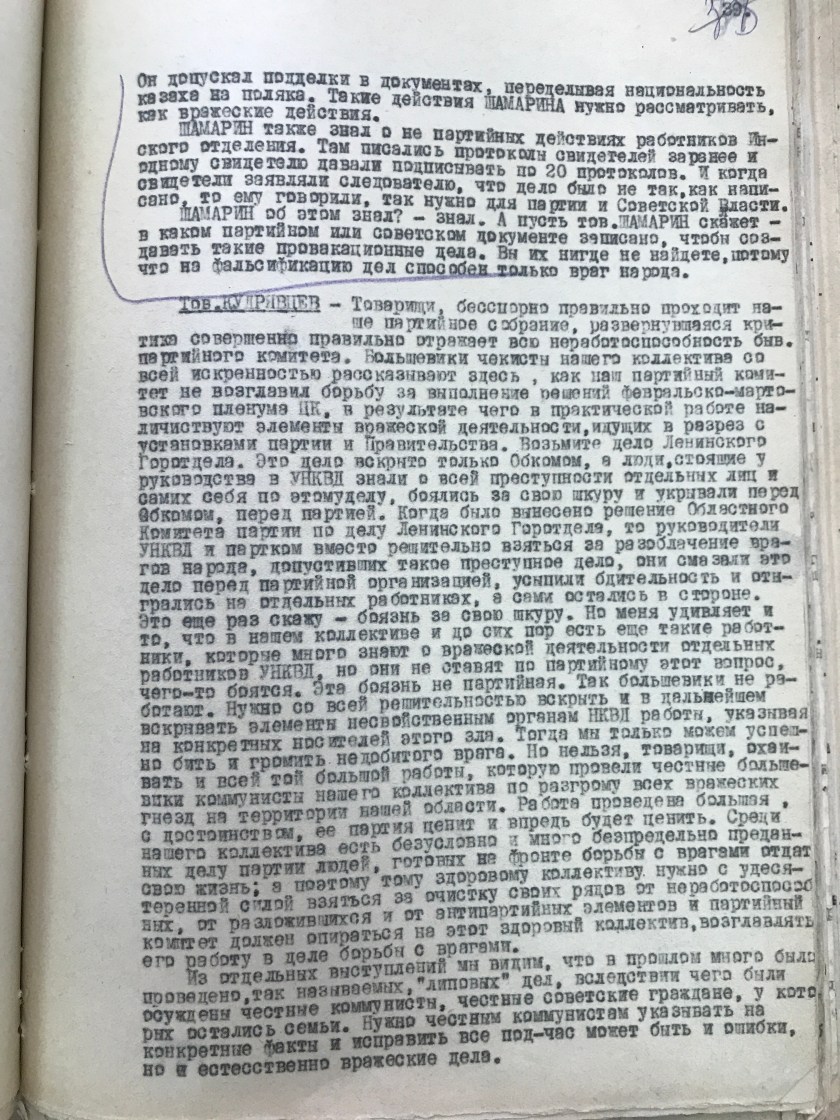 39.
Он допускал подделки в документах, переделывая национальность
казаха на поляка. Такие действия ШАМАРИНА нужно рассматривать,
как вражеские действия.
ШАМАРИН также знал о не партийных действиях работников Ин-
ского отделения. Там писались протоколы свидетелей заранее и
одному свидетелю давали подписывать по 20 протоколов. И когда
свидетели заявляли следователю, что дело было не так,как напи-
сано, то ему говорили, так нужно для партии и Советской Власти.
ШАМАРИН об этом знал? - знал. А пусть тов.ШАМАРИН скажет -
в каком партийном или советском документе записано, чтобы соз-
давать такие провакационные дела. Вы их нигде не найдете,потому
что на фальсификацию дел способен только враг народа.
Тов.КУДРЯВЦЕВ - Товарищи, бесспорно правильно проходит на-
ше партийное собрание, развернувшаяся кри-
тика совершенно правильно отражает всю неработоспособность быв.
партийного комитета. Большевики чекисты нашего коллектива со
всей искренностью рассказывают здесь , как наш партийный коми-
тет не возглавил борьбу за выполнение решений февральско-марто-
вского пленума ЦК, в результате чего в практической работе на-
личиствуют элементы вражеской деятельности,идущих в разрез с
установками партии и Правительства. Возьмите дело Ленинского
Горотдела. Это дело вскрыто только Обкомом, а люди,стоящие у
руководства в УНКВД знали о всей преступности отдельных лиц и
самих себя по этомуделу, боялись за свою шкуру и укрывали перед
Обкомом, перед партией. Когда было вынесено решение Областного
Комитета партии по делу Ленинского Горотдела, то руководители
УНКВД и партком вместо решительно взяться за разоблачение вра-
гов народа, допустивших такое преступное дело, они смазали это
дело перед партийной организацией, усыпили бдительность и оты-
грались на отдельных работниках, а сами остались в стороне.
Это еще раз скажу - боязнь за свою шкуру. Но меня удивляет и
то, что в нашем коллективе и до сих пор есть еще такие работ-
ники, которые много знают о вражеской деятельности отдельных
работников УНКВД, но они не ставят по партийному этот вопрос,
чего-то боятся. Эта боязнь не партийная. Так большевики не ра-
ботают. Нужно со всей решительностью вскрыть и в дальнейшем
вскрывать элементы несвойственным органам НКВД работы, указывая
на конкретных носителей этого зла. Тогда мы только можем успеш-
но бить и громить недобитого врага. Но нельзя, товарищи, охаи-
вать и всей той большой работы, которую провели честные больше-
вики коммунисты нашего коллектива по разгрому всех вражеских
гнезд на территории нашей области. Работа проведена большая ,
с достоинством, ее партия ценит и впредь будет ценить. Среди
нашего коллектива есть безусловно и много безпредельно предан-
ных делу партии людей, готовых на фронте борьбы с врагами отдат
свою жизнь; а поэтому тому здоровому коллективу. нужно с удеся-
теренной силой взяться за очистку своих рядов от неработоспособ
ных, от разложившихся и от антипартийных элементов и партийный
комитет должен опираться на этот здоровый коллектив,возглавлять
его работу в деле борьбы с врагами.
Из отдельных выступлений мы видим, что в прошлом много было
проведено,так называемых,"липовых" дел, вследствии чего были
осуждены честные коммунисты, честные советские граждане, у кото
рых остались семьи. Нужно честным коммунистам указывать на
конкретные факты и исправить все под-час может быть и ошибки,
но и естесственно вражеские дела.